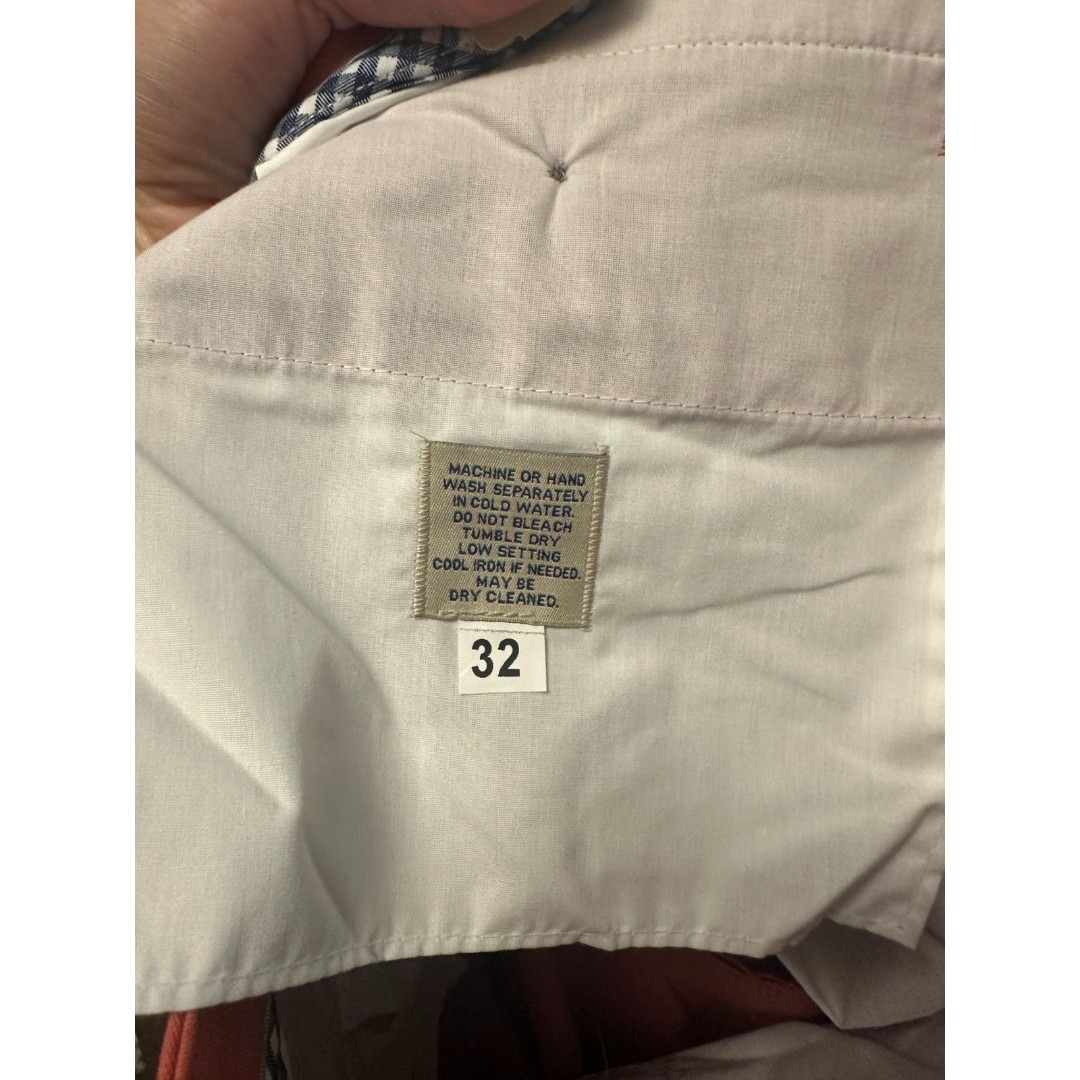 MACHINE OR HAND
WASH SEPARATELY
IN COLD WATER.
DO NOT BLEACH
TUMBLE DRY
LOW SETTING
COOL IRON IF NEEDED.
MAY BE
DRY CLEANED.
32